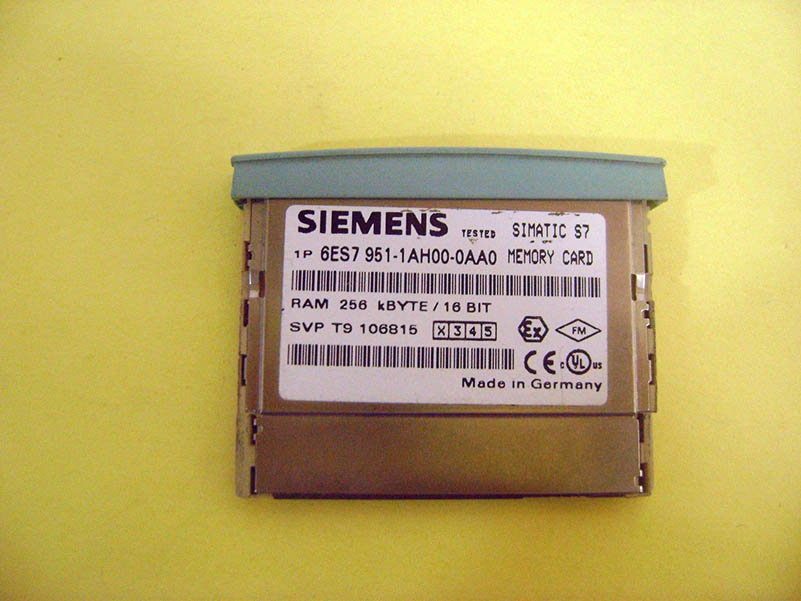 SIEMENS TESTED SIMATIC S7
1P 6ES7 951-1AH00-0AA0 MEMORY CARD
RAM 256 kBYTE / 16 BIT
SVP T9 106815 X 3 4 5 Ex FM
CE c UL us
Made in Germany